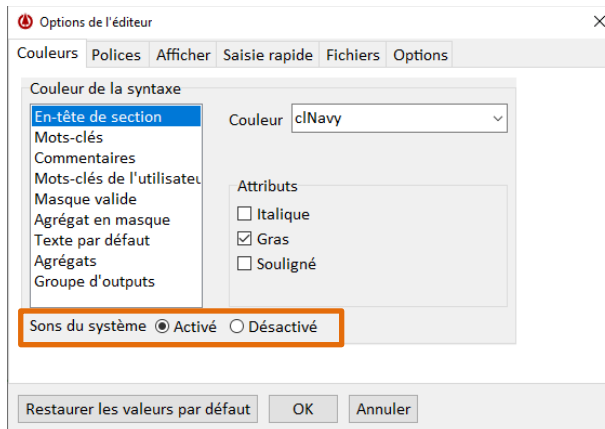 Options de l'éditeur
Couleurs Polices Afficher Saisie rapide Fichiers Options
Couleur de la syntaxe
En-tête de section
Mots-clés
Commentaires
Mots-clés de l'utilisateu
Masque valide
Agrégat en masque
Texte par défaut
Agrégats
Groupe d'outputs
Couleur clNavy
Attributs
Italique
Gras
Souligné
Sons du système Activé Désactivé
Restaurer les valeurs par défaut OK Annuler